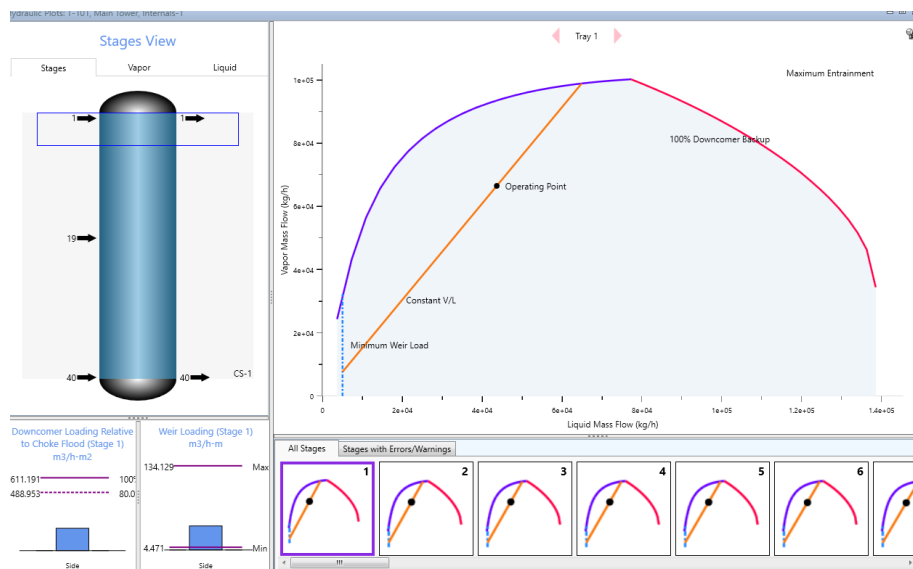 Hydraulic Plots: T-101, Main Tower, Internals-1
Stages View
Stages Vapor Liquid
1 1
19
40 40 CS-1
Downcomer Loading Relative
to Choke Flood (Stage 1)
m3/h-m2
611.191 100%
488.953 80.0
Side
Weir Loading (Stage 1)
m3/h-m
134.129 Max
4.471 Min
Side
Tray 1
Maximum Entrainment
100% Downcomer Backup
Operating Point
Constant V/L
Minimum Weir Load
Vapor Mass Flow (kg/h)
1e+05
8e+04
6e+04
4e+04
2e+04
0
0 2e+04 4e+04 6e+04 8e+04 1e+05 1.2e+05 1.4e+05
Liquid Mass Flow (kg/h)
All Stages Stages with Errors/Warnings
1 2 3 4 5 6